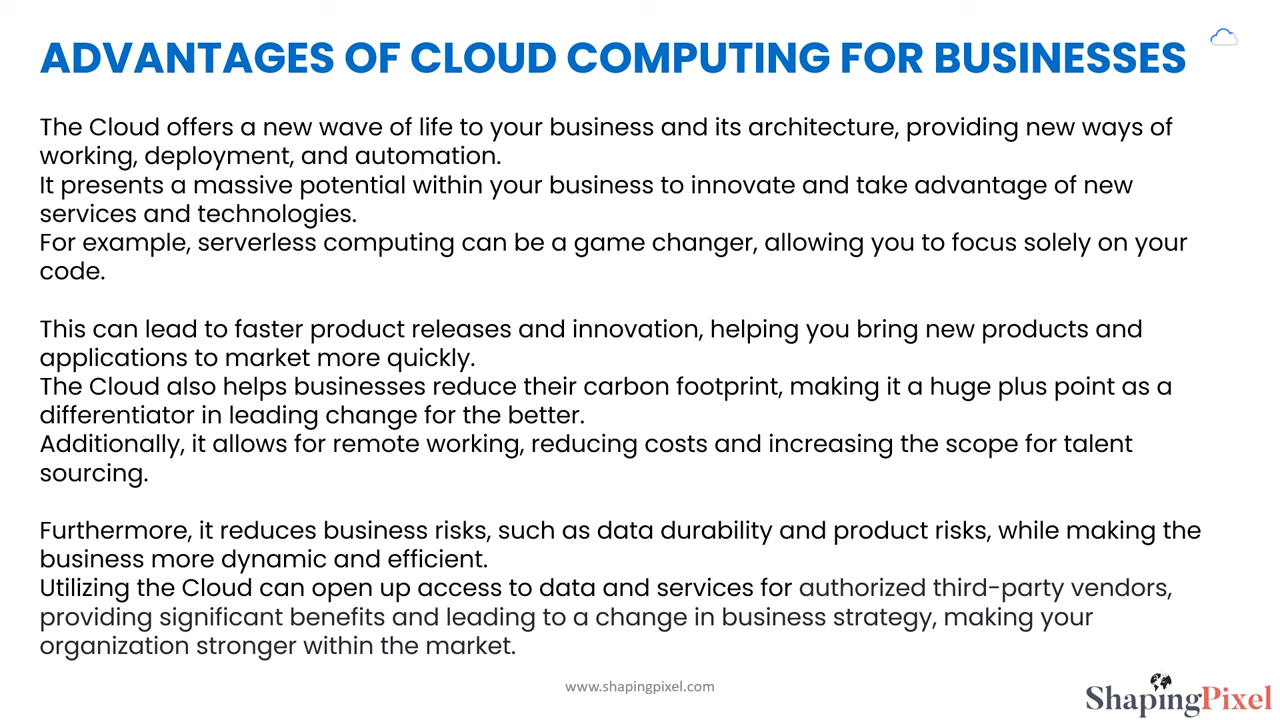 ADVANTAGES OF CLOUD COMPUTING FOR BUSINESSES
The Cloud offers a new wave of life to your business and its architecture, providing new ways of
working, deployment, and automation.
It presents a massive potential within your business to innovate and take advantage of new
services and technologies.
For example, serverless computing can be a game changer, allowing you to focus solely on your
code.
This can lead to faster product releases and innovation, helping you bring new products and
applications to market more quickly.
The Cloud also helps businesses reduce their carbon footprint, making it a huge plus point as a
differentiator in leading change for the better.
Additionally, it allows for remote working, reducing costs and increasing the scope for talent
sourcing.
Furthermore, it reduces business risks, such as data durability and product risks, while making the
business more dynamic and efficient.
Utilizing the Cloud can open up access to data and services for authorized third-party vendors,
providing significant benefits and leading to a change in business strategy, making your
organization stronger within the market.
www.shapingpixel.com
ShapingPixel